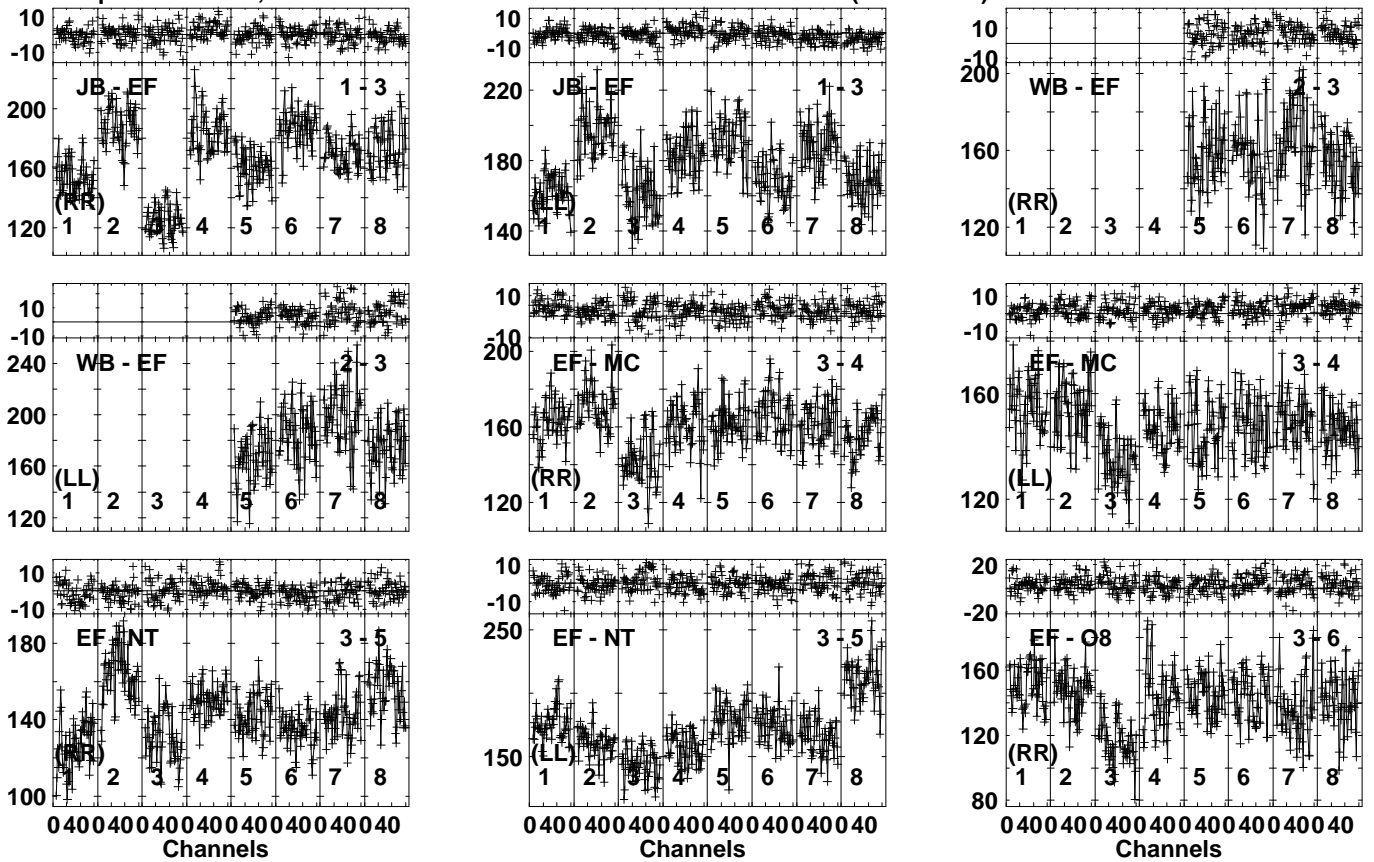 10 10 10
-10 -10 -10
JB - EF 1 - 3 JB - EF 1 - 3 WB - EF 2 - 3
200 220 200
160 180 160
120 140 120
(RR) (LL) (RR)
1 2 3 4 5 6 7 8 1 2 3 4 5 6 7 8 1 2 3 4 5 6 7 8
10 10 10
-10 -10 -10
WB - EF 2 - 3 EF - MC 3 - 4 EF - MC 3 - 4
240 200 160
200 160 120
160 120
120
(LL) (RR) (LL)
1 2 3 4 5 6 7 8 1 2 3 4 5 6 7 8 1 2 3 4 5 6 7 8
10 10 20
-10 -10 -20
EF - NT 3 - 5 EF - NT 3 - 5 EF - O8 3 - 6
180 250 160
140 150 120
100 80
(RR) (LL) (RR)
1 2 3 4 5 6 7 8 1 2 3 4 5 6 7 8 1 2 3 4 5 6 7 8
0 40 0 40 0 40 0 40 0 40 0 40 0 40 0 40 0 40 0 40 0 40 0 40 0 40 0 40 0 40 0 40 0 40 0 40 0 40 0 40 0 40 0 40 0 40 0 40
Channels Channels Channels